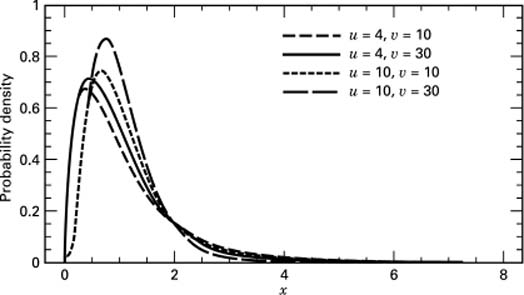 1
0.8
0.6
0.4
0.2
0
Probability density
u = 4, v = 10
u = 4, v = 30
u = 10, v = 10
u = 10, v = 30
0 2 4 6 8
x